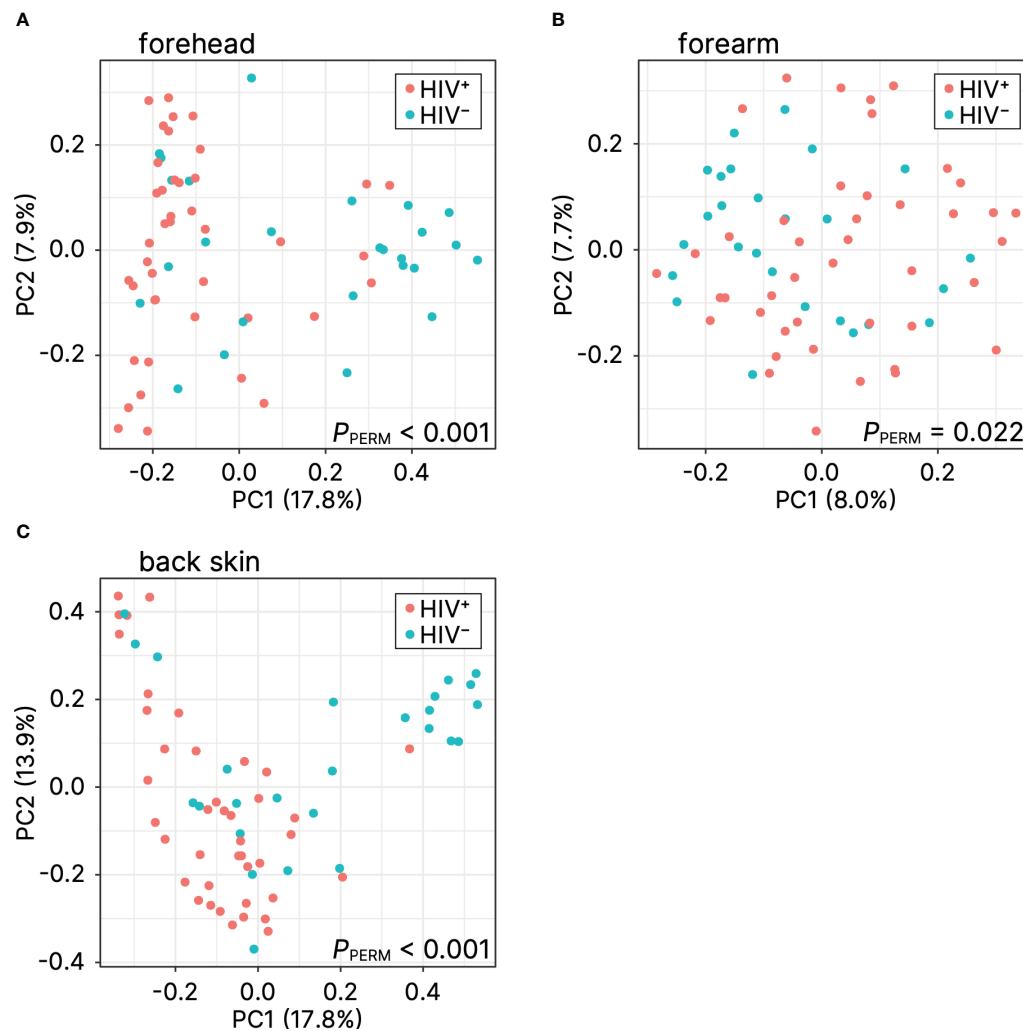 A
forehead
HIV⁺
HIV⁻
0.2
0.0
-0.2
PC2 (7.9%)
P_PERM < 0.001
-0.2 0.0 0.2 0.4
PC1 (17.8%)
B
forearm
HIV⁺
HIV⁻
0.2
0.0
-0.2
PC2 (7.7%)
P_PERM = 0.022
-0.2 0.0 0.2
PC1 (8.0%)
C
back skin
HIV⁺
HIV⁻
0.4
0.2
0.0
-0.2
-0.4
PC2 (13.9%)
P_PERM < 0.001
-0.2 0.0 0.2 0.4
PC1 (17.8%)